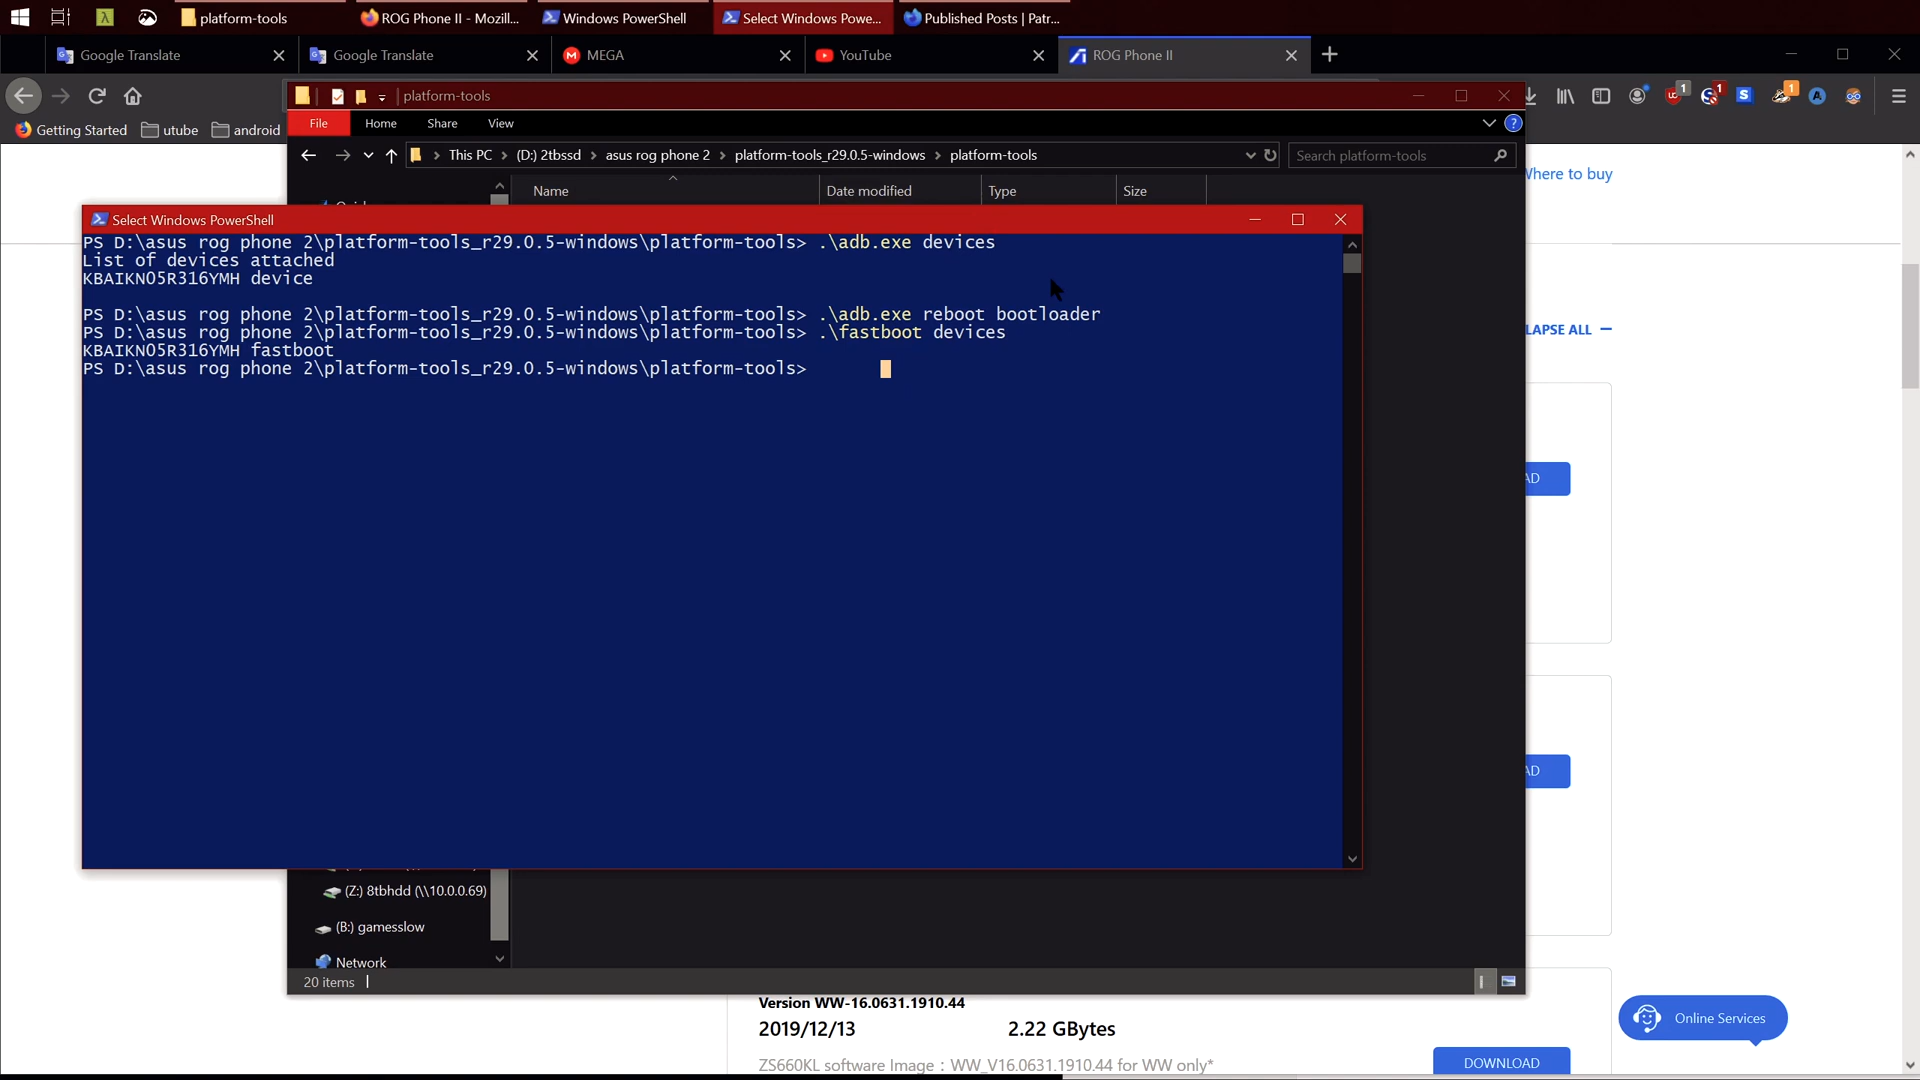 platform-tools
ROG Phone II - Mozill...
Windows PowerShell
Select Windows Powe...
Published Posts | Patr...
Google Translate
Google Translate
MEGA
YouTube
ROG Phone II
Getting Started
utube
android
platform-tools
File
Home
Share
View
This PC > (D:) 2tbssd > asus rog phone 2 > platform-tools_r29.0.5-windows > platform-tools
Search platform-tools
Name
Date modified
Type
Size
Where to buy
Select Windows PowerShell
PS D:\asus rog phone 2\platform-tools_r29.0.5-windows\platform-tools> .\adb.exe devices
List of devices attached
KBAIKN05R316YMH device
PS D:\asus rog phone 2\platform-tools_r29.0.5-windows\platform-tools> .\adb.exe reboot bootloader
PS D:\asus rog phone 2\platform-tools_r29.0.5-windows\platform-tools> .\fastboot devices
KBAIKN05R316YMH fastboot
PS D:\asus rog phone 2\platform-tools_r29.0.5-windows\platform-tools>
LAPSE ALL
AD
AD
(Z:) 8tbhdd (\\10.0.0.69)
(B:) gamesslow
Network
20 items
Version WW-16.0631.1910.44
2019/12/13
2.22 GBytes
ZS660KL software Image : WW_V16.0631.1910.44 for WW only*
DOWNLOAD
Online Services